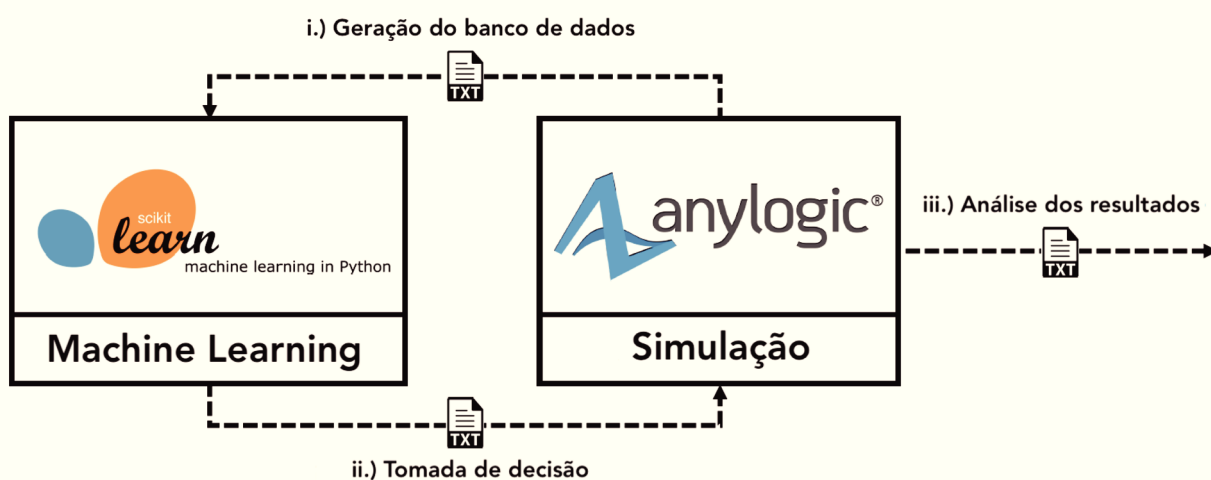 i.) Geração do banco de dados
TXT
scikit
learn
machine learning in Python
Machine Learning
anylogic®
Simulação
iii.) Análise dos resultados
TXT
TXT
ii.) Tomada de decisão